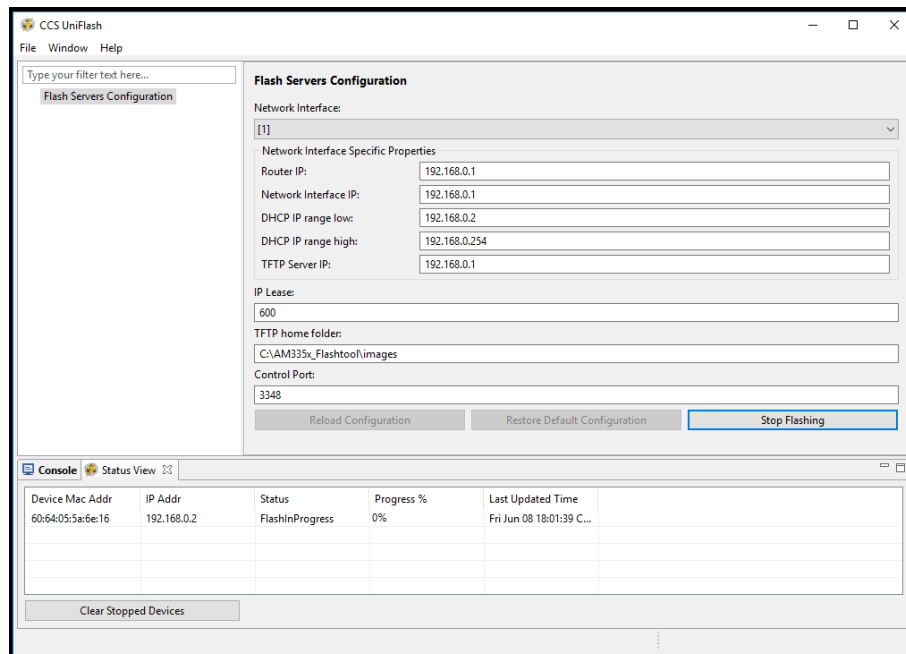 CCS UniFlash
File Window Help
Type your filter text here...
Flash Servers Configuration
Flash Servers Configuration
Network Interface:
[1]
Network Interface Specific Properties
Router IP: 192.168.0.1
Network Interface IP: 192.168.0.1
DHCP IP range low: 192.168.0.2
DHCP IP range high: 192.168.0.254
TFTP Server IP: 192.168.0.1
IP Lease:
600
TFTP home folder:
C:\AM335x_Flashtool\images
Control Port:
3348
Reload Configuration Restore Default Configuration Stop Flashing
Console Status View
Device Mac Addr IP Addr Status Progress % Last Updated Time
60:64:05:5a:6e:16 192.168.0.2 FlashInProgress 0% Fri Jun 08 18:01:39 C...
Clear Stopped Devices